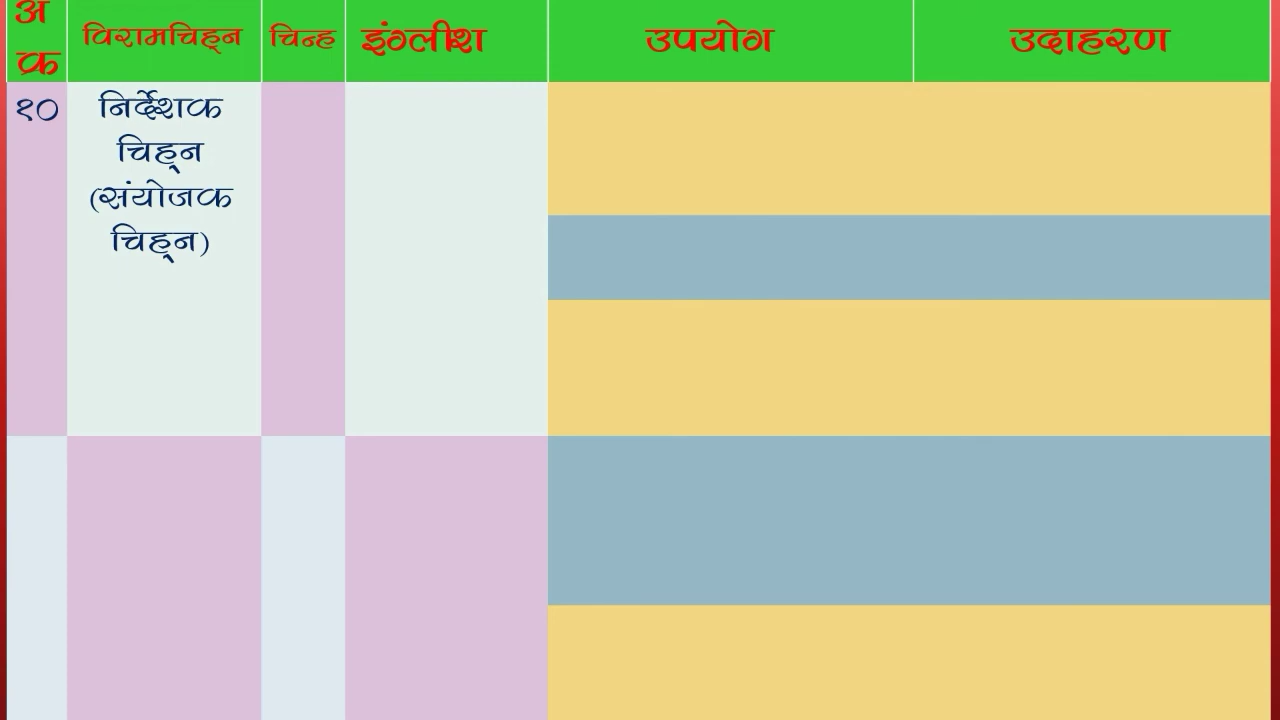 अ क्र विरामचिह्न चिन्ह इंग्लीश उपयोग उदाहरण
१० निर्देशक
चिह्न
(संयोजक
चिह्न)